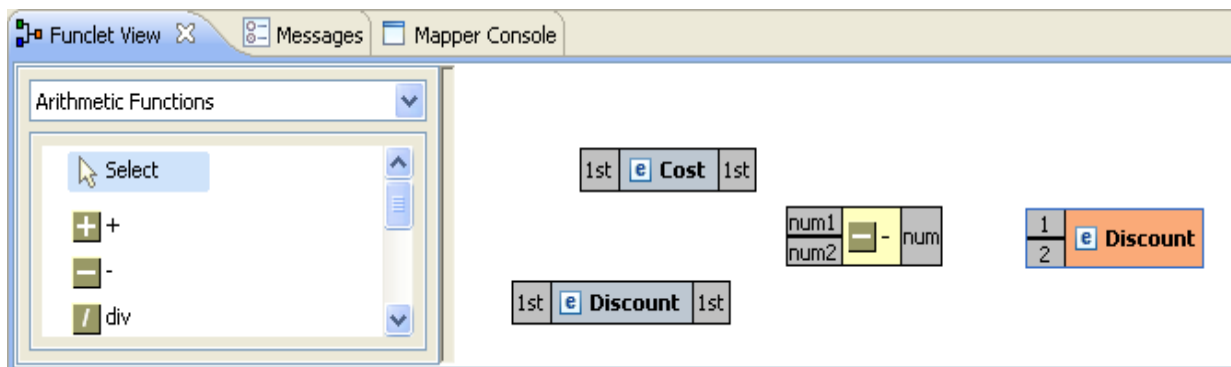 Funclet View Messages Mapper Console
Arithmetic Functions
Select
+
-
div
1st e Cost 1st
num1
num2
- num
1
2
e Discount
1st e Discount 1st